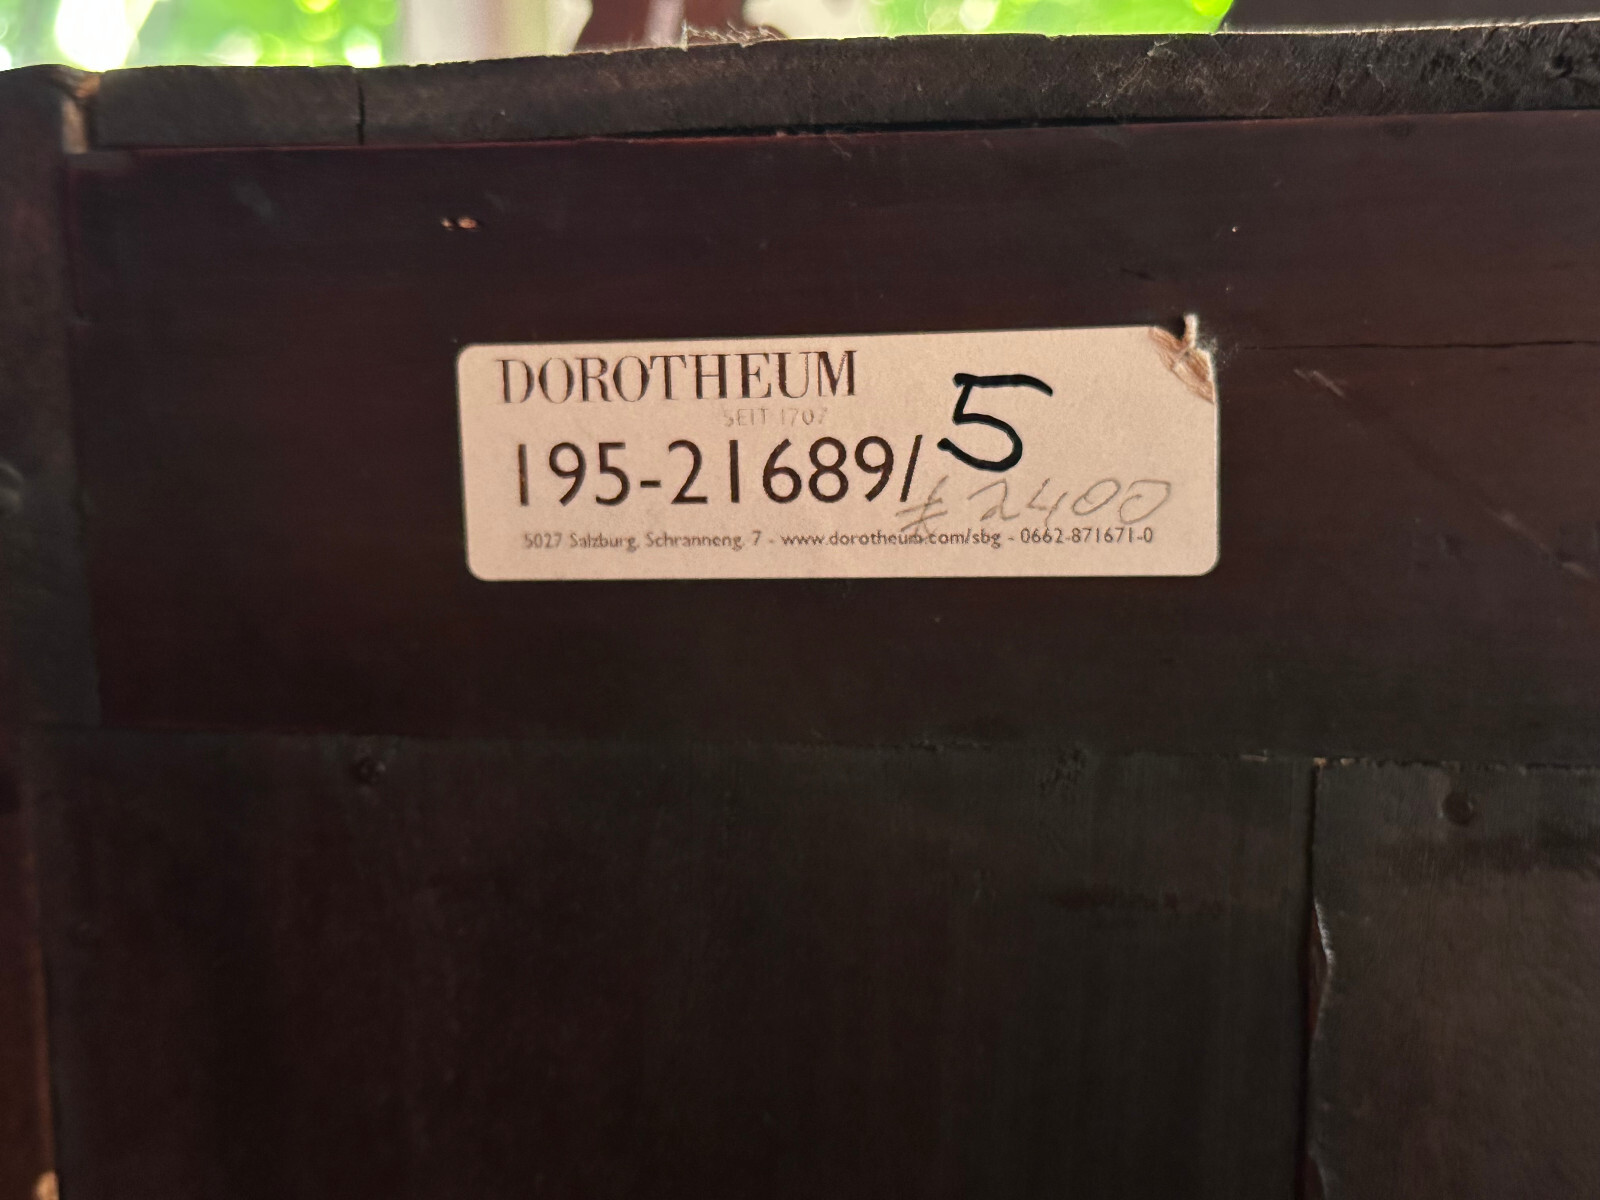 DOROTHEUM
SEIT 1707
195-21689/5
€ 2400
5027 Salzburg, Schranneng. 7 - www.dorotheum.com/sbg - 0662-871671-0